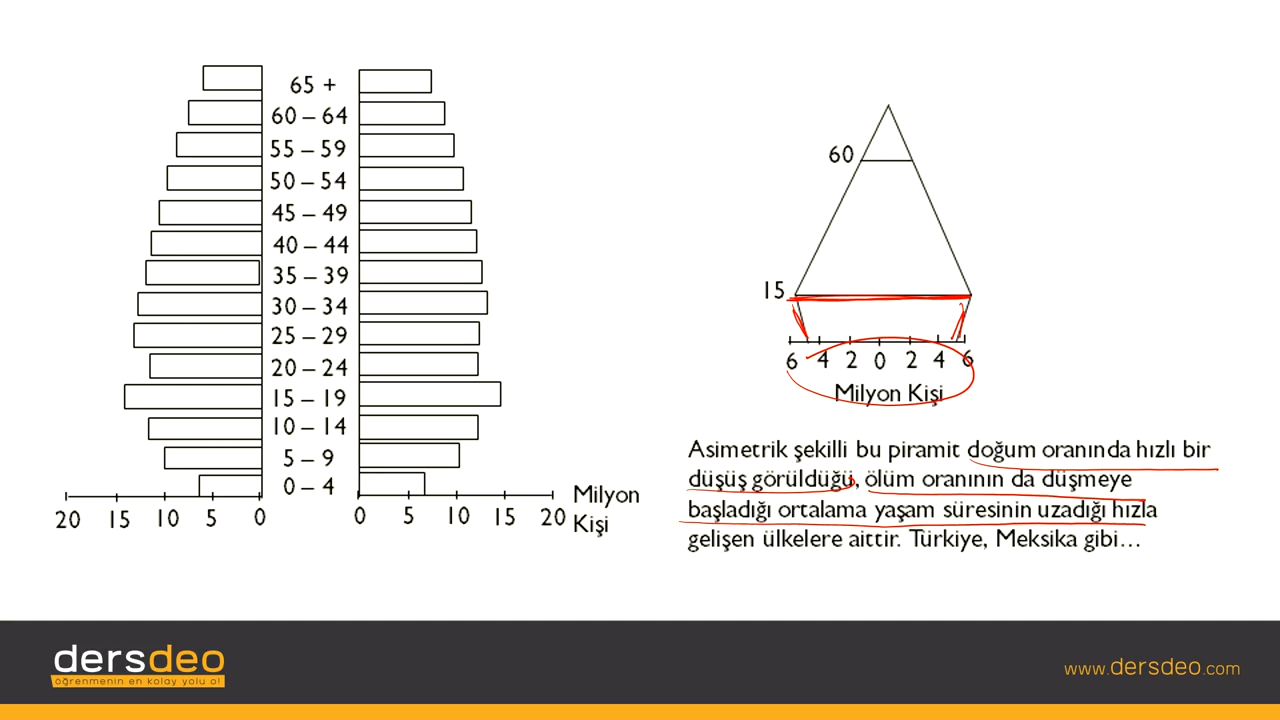 65 +
60 – 64
55 – 59
50 – 54
45 – 49
40 – 44
35 – 39
30 – 34
25 – 29
20 – 24
15 – 19
10 – 14
5 – 9
0 – 4
20 15 10 5 0 0 5 10 15 20
Milyon
Kişi
60
15
6 4 2 0 2 4 6
Milyon Kişi
Asimetrik şekilli bu piramit doğum oranında hızlı bir
düşüş görüldüğü, ölüm oranının da düşmeye
başladığı ortalama yaşam süresinin uzadığı hızla
gelişen ülkelere aittir. Türkiye, Meksika gibi...
dersdeo
öğrenmenin en kolay yolu o!
www.dersdeo.com